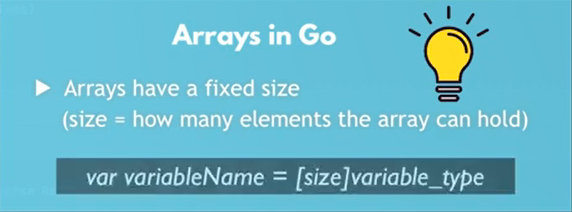 Arrays in Go
Arrays have a fixed size
(size = how many elements the array can hold)
var variableName = [size]variable_type